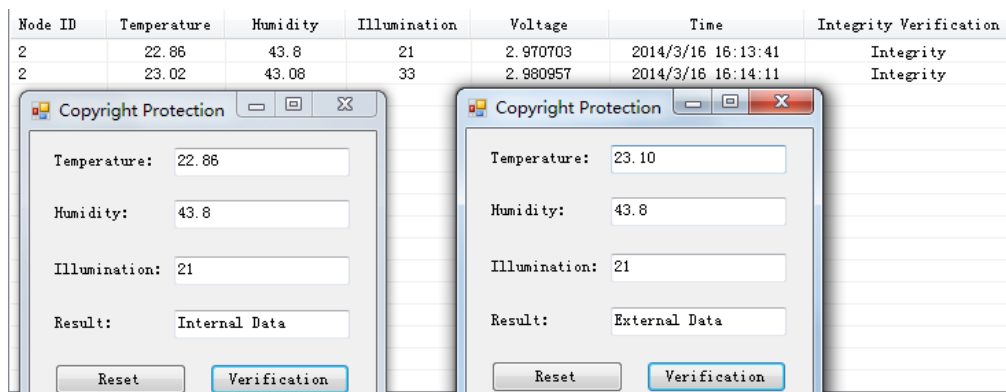 Node ID Temperature Humidity Illumination Voltage Time Integrity Verification
2 22.86 43.8 21 2.970703 2014/3/16 16:13:41 Integrity
2 23.02 43.08 33 2.980957 2014/3/16 16:14:11 Integrity
Copyright Protection
Temperature: 22.86
Humidity: 43.8
Illumination: 21
Result: Internal Data
Reset Verification
Copyright Protection
Temperature: 23.10
Humidity: 43.8
Illumination: 21
Result: External Data
Reset Verification